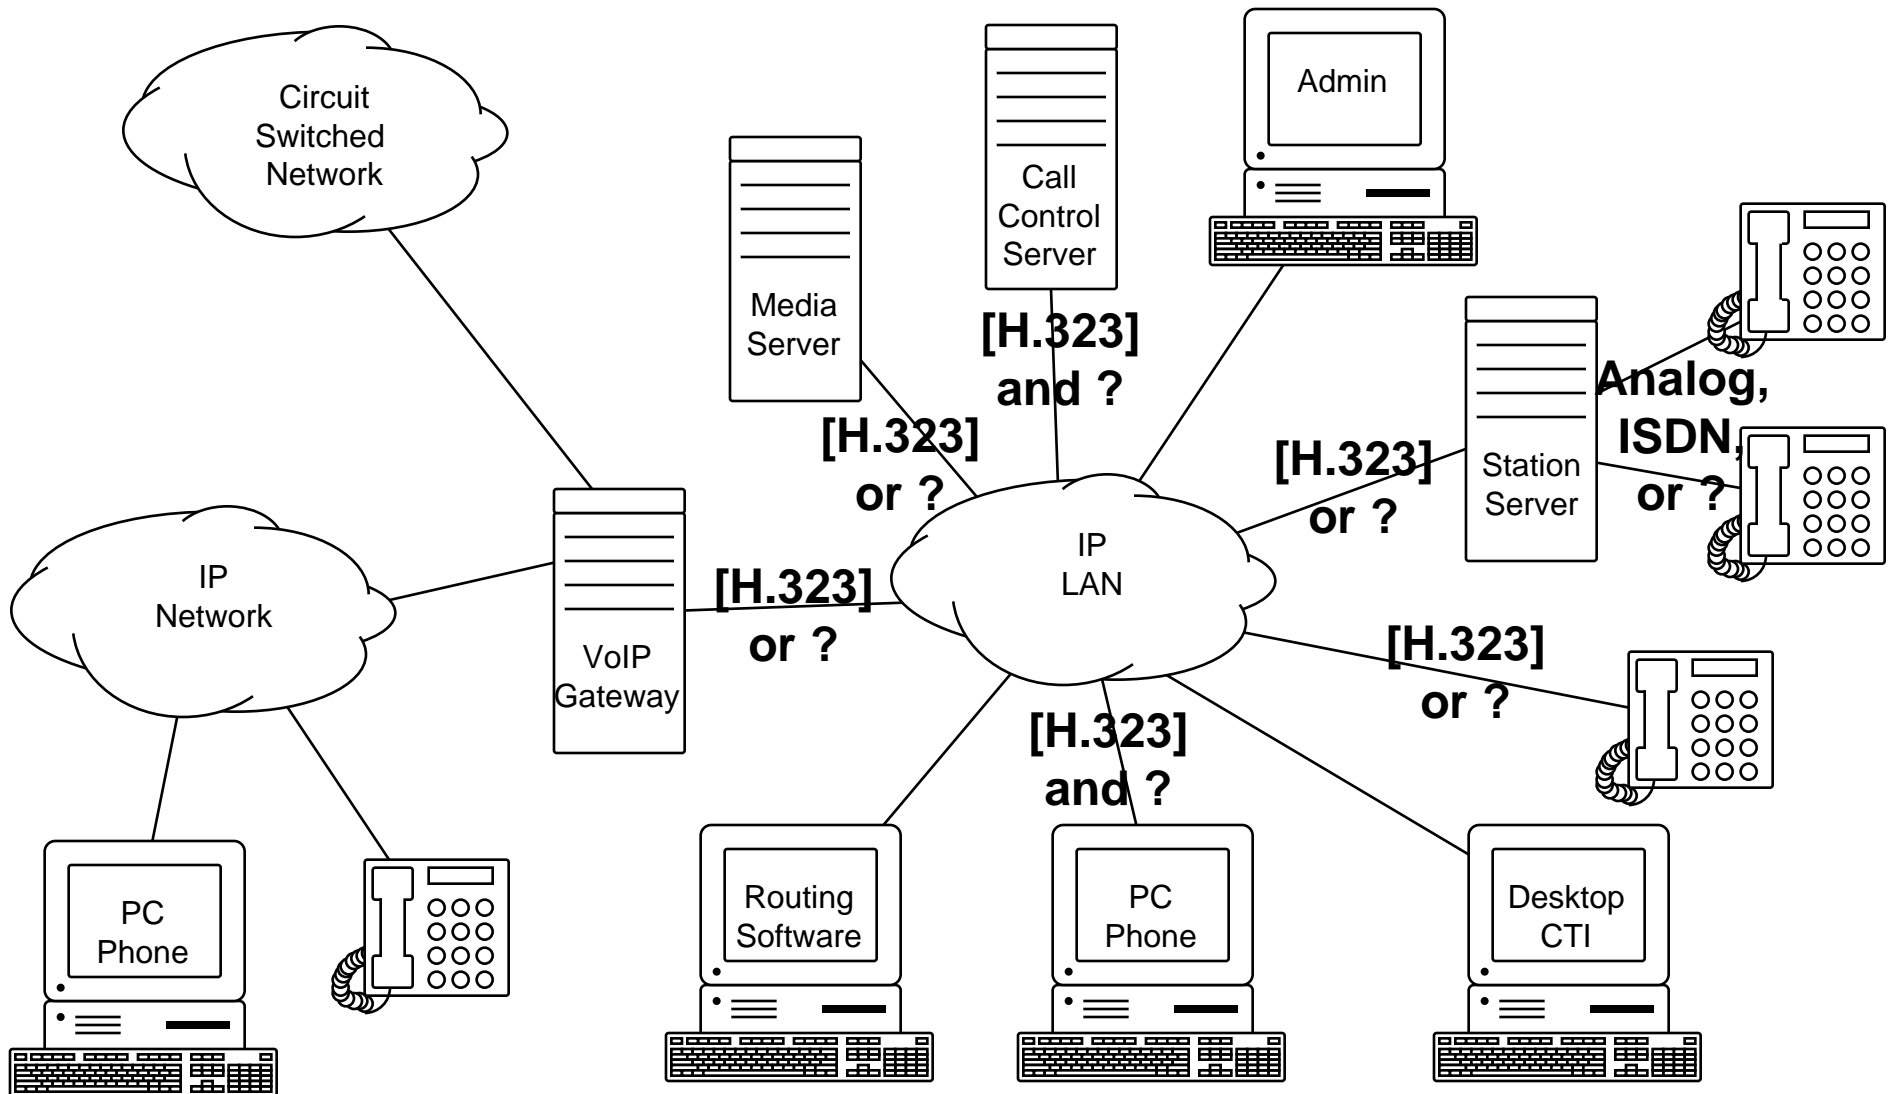 Circuit
Switched
Network
Admin
Call
Control
Server
Media
Server
[H.323]
and ?
Analog,
ISDN,
or ?
[H.323]
or ?
[H.323]
or ?
Station
Server
IP
LAN
IP
Network
[H.323]
or ?
VoIP
Gateway
[H.323]
or ?
[H.323]
and ?
PC
Phone
Routing
Software
PC
Phone
Desktop
CTI